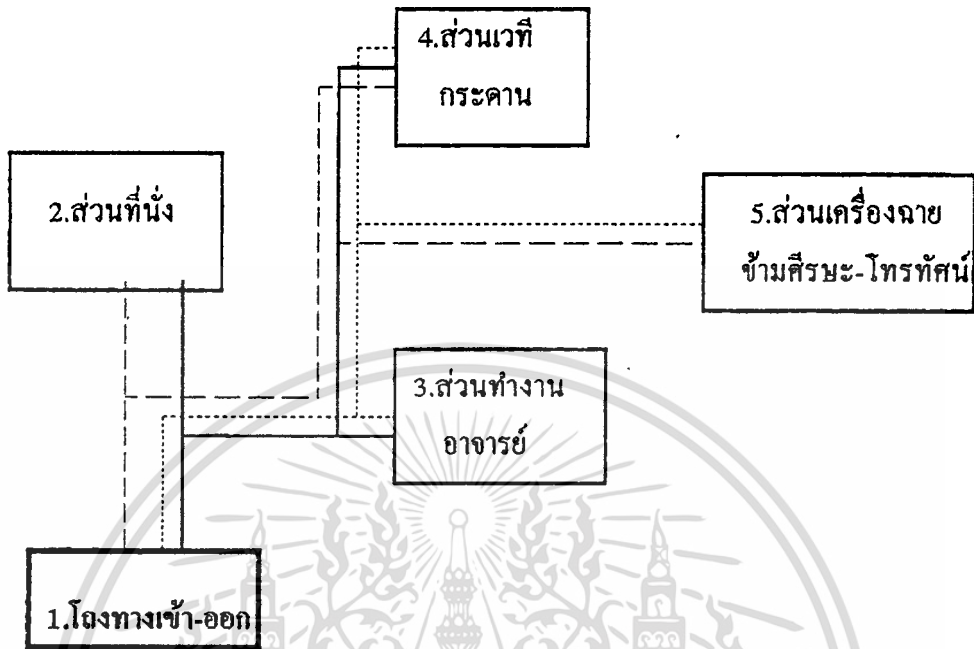 4.ส่วนเวที
กระดาน
2.ส่วนที่นั่ง
5.ส่วนเครื่องฉาย
ข้ามศีรษะ-โทรทัศน์
3.ส่วนทำงาน
อาจารย์
1.โถงทางเข้า-ออก